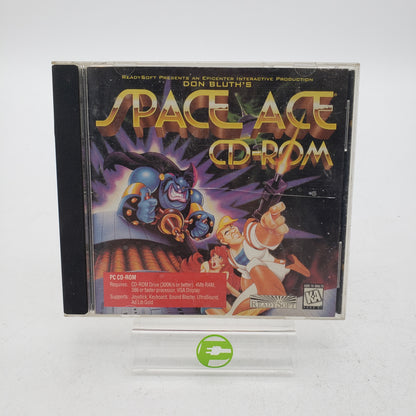 READYSOFT PRESENTS AN EPICENTER INTERACTIVE PRODUCTION
DON BLUTH'S
SPACE ACE
CD-ROM
PC CD-ROM
Requires: CD-ROM Drive (300K/s or better), 4Mb RAM,
386 or faster processor, VGA Display
Supports: Joystick, Keyboard, Sound Blaster, UltraSound,
Ad Lib Gold
READYSOFT
K-A